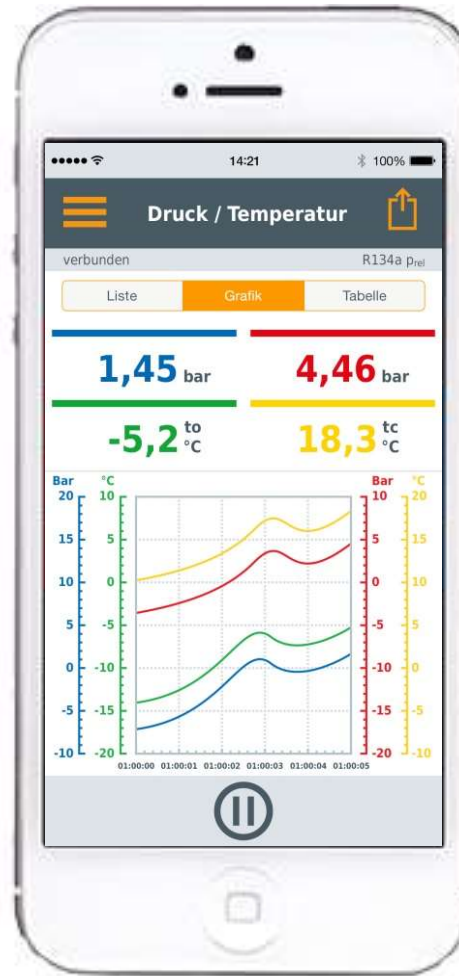 14:21 100%
Druck / Temperatur
verbunden R134a prel
Liste Grafik Tabelle
1,45 bar 4,46 bar
-5,2 to °C 18,3 tc °C
Bar °C Bar °C
20 10 10 20
15 5 5 15
10 0 0 10
5 -5 -5 5
0 -10 -10 0
-5 -15 -15 -5
-10 -20 -20 -10
01:00:00 01:00:01 01:00:02 01:00:03 01:00:04 01:00:05